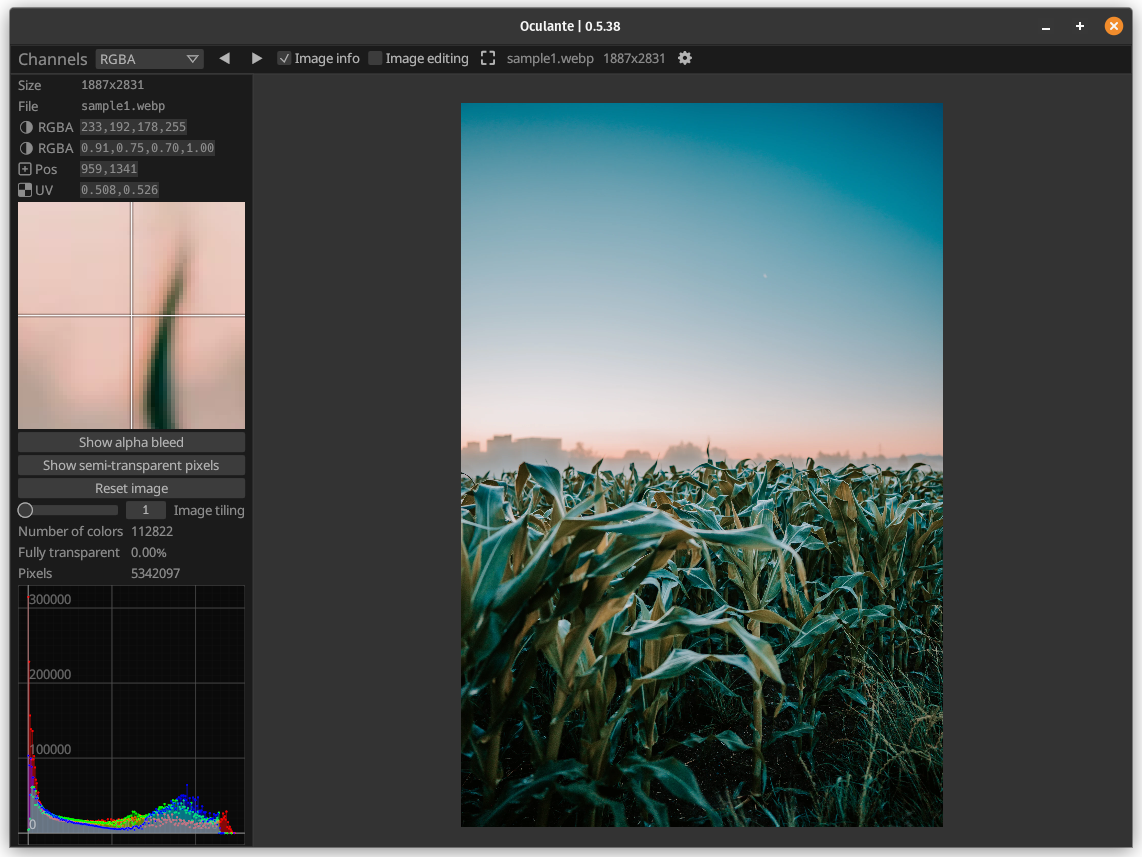 Oculante | 0.5.38
Channels RGBA Image info Image editing sample1.webp 1887x2831
Size 1887x2831
File sample1.webp
RGBA 233,192,178,255
RGBA 0.91,0.75,0.70,1.00
Pos 959,1341
UV 0.508,0.526
Show alpha bleed
Show semi-transparent pixels
Reset image
1 Image tiling
Number of colors 112822
Fully transparent 0.00%
Pixels 5342097
300000
200000
100000
0